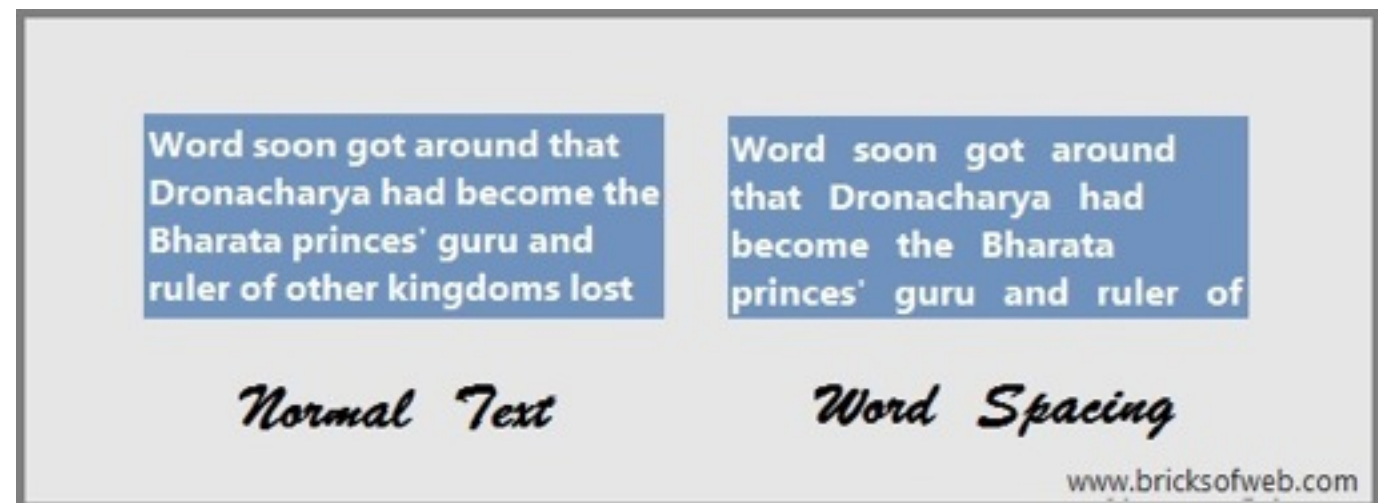 Word soon got around that
Dronacharya had become the
Bharata princes' guru and
ruler of other kingdoms lost
Normal Text
Word soon got around
that Dronacharya had
become the Bharata
princes' guru and ruler of
Word Spacing
www.bricksofweb.com